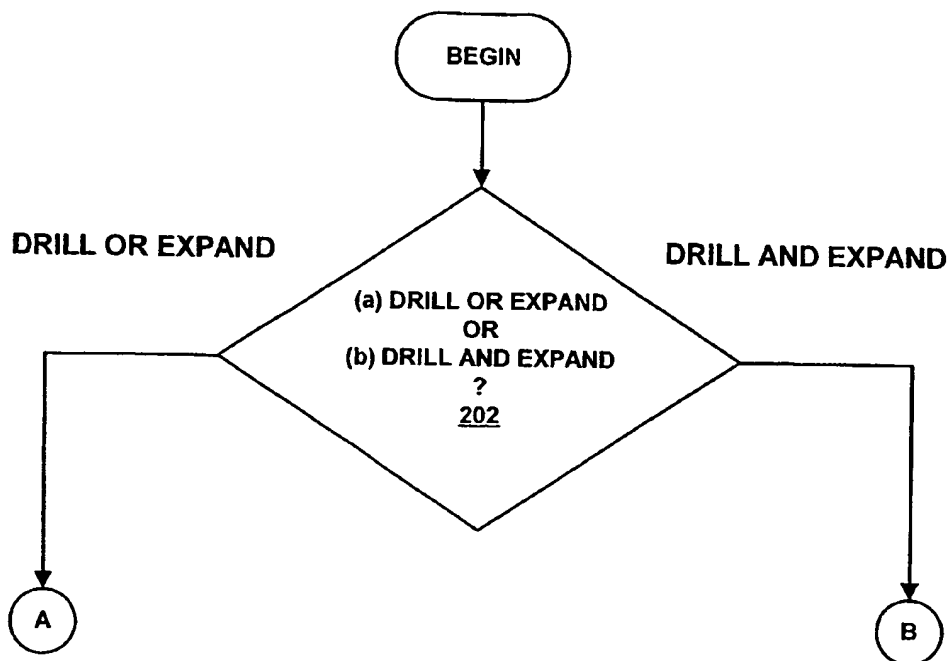 BEGIN
DRILL OR EXPAND
DRILL AND EXPAND
(a) DRILL OR EXPAND
OR
(b) DRILL AND EXPAND
?
202
A
B